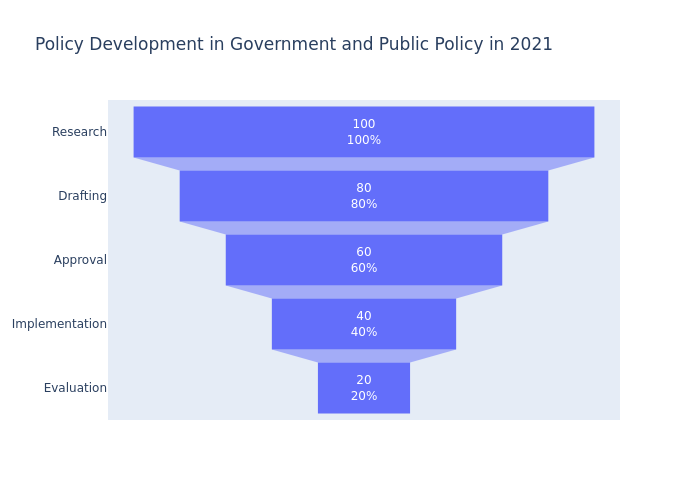 Policy Development in Government and Public Policy in 2021
Research
100
100%
Drafting
80
80%
Approval
60
60%
Implementation
40
40%
Evaluation
20
20%